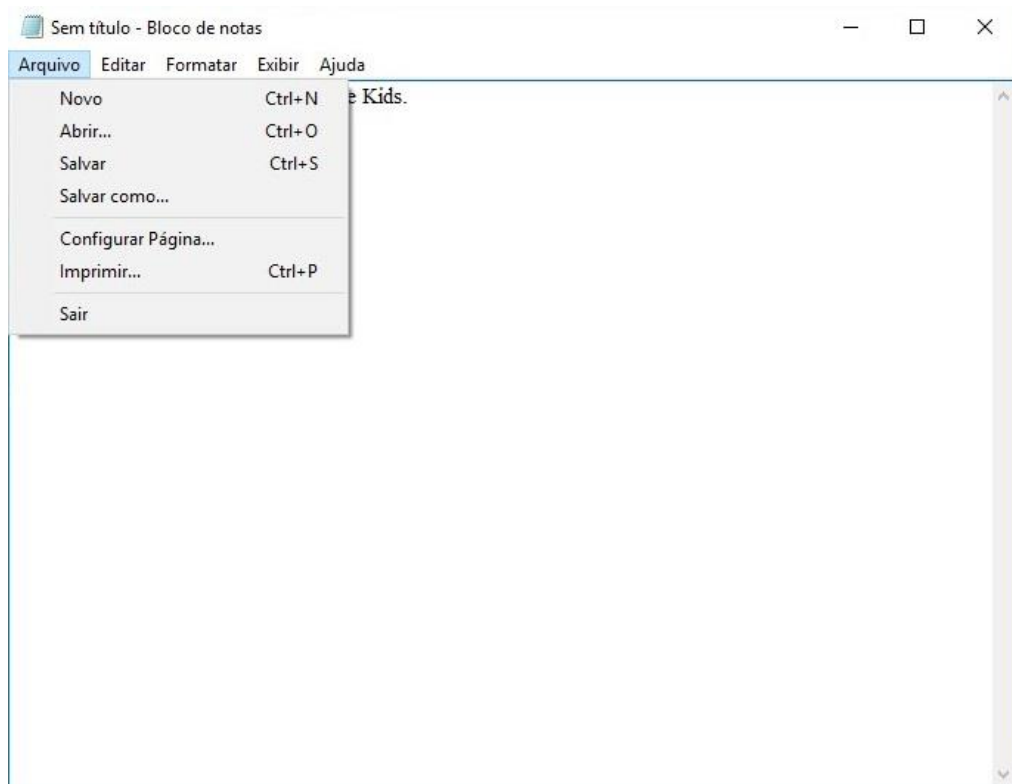 Sem título - Bloco de notas
Arquivo Editar Formatar Exibir Ajuda
Novo Ctrl+N
Abrir... Ctrl+O
Salvar Ctrl+S
Salvar como...
Configurar Página...
Imprimir... Ctrl+P
Sair
Kids.